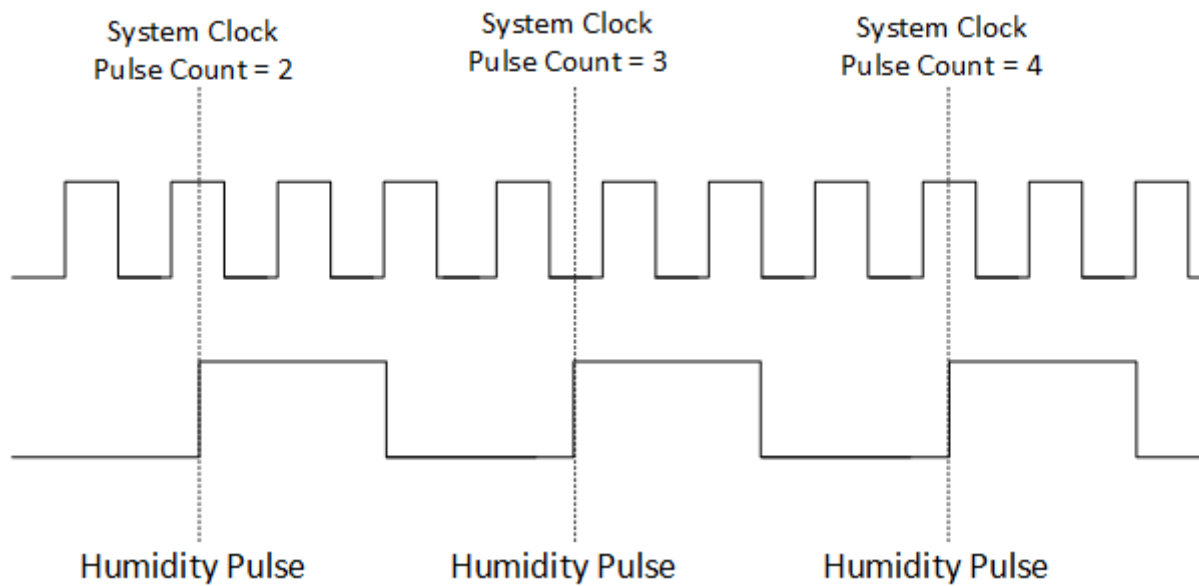 System Clock
Pulse Count = 2
System Clock
Pulse Count = 3
System Clock
Pulse Count = 4
Humidity Pulse
Humidity Pulse
Humidity Pulse